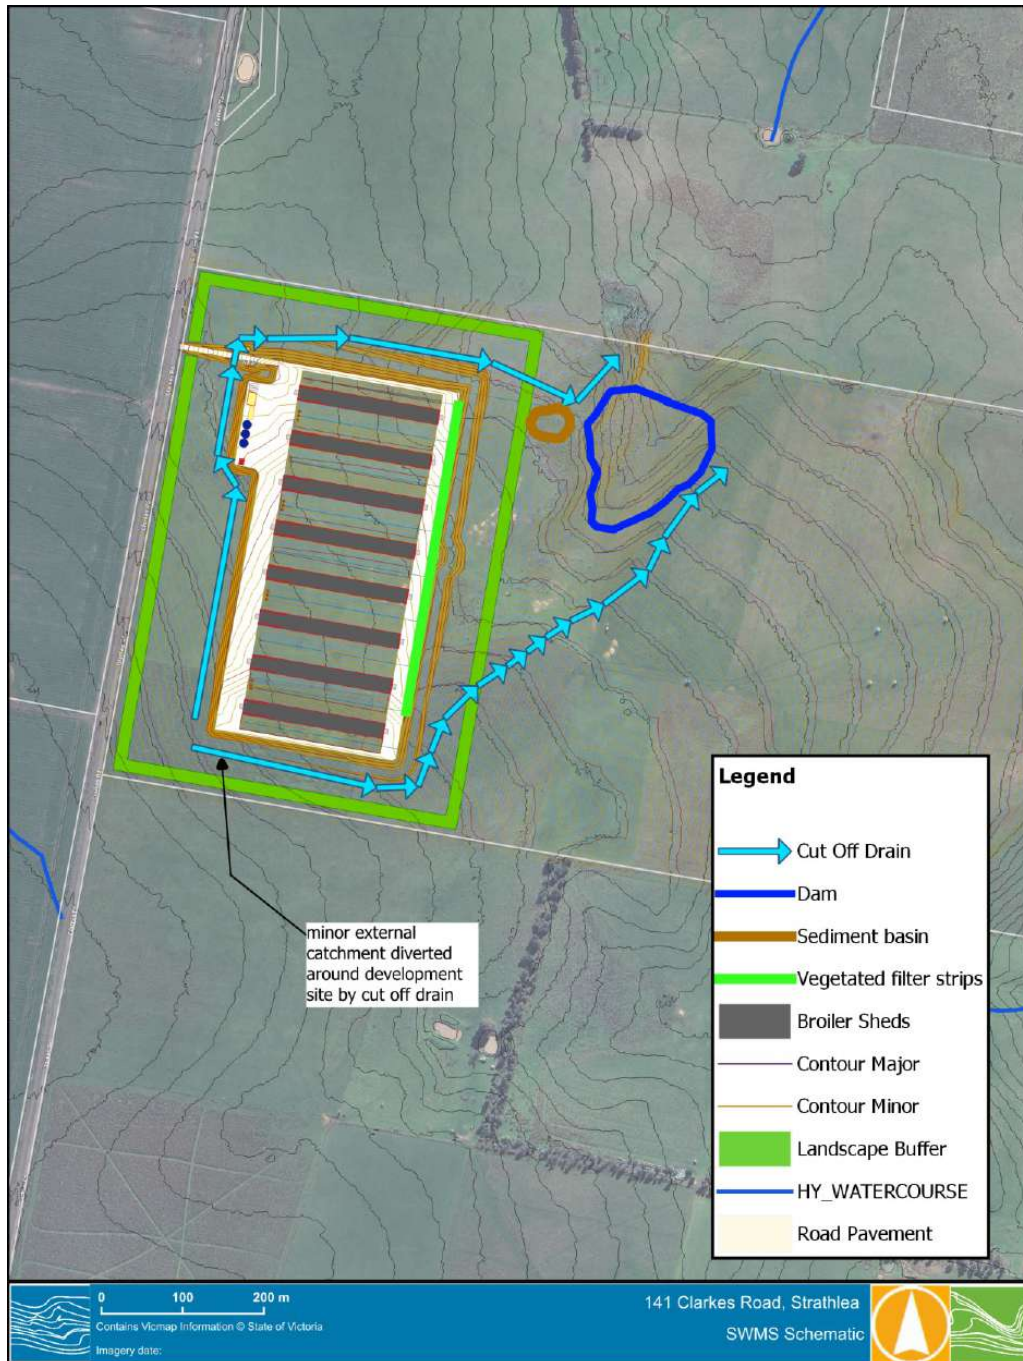 minor external
catchment diverted
around development
site by cut off drain
Legend
Cut Off Drain
Dam
Sediment basin
Vegetated filter strips
Broiler Sheds
Contour Major
Contour Minor
Landscape Buffer
HY_WATERCOURSE
Road Pavement
0 100 200 m
Contains Vicmap Information © State of Victoria
Imagery date:
141 Clarkes Road, Strathlea
SWMS Schematic